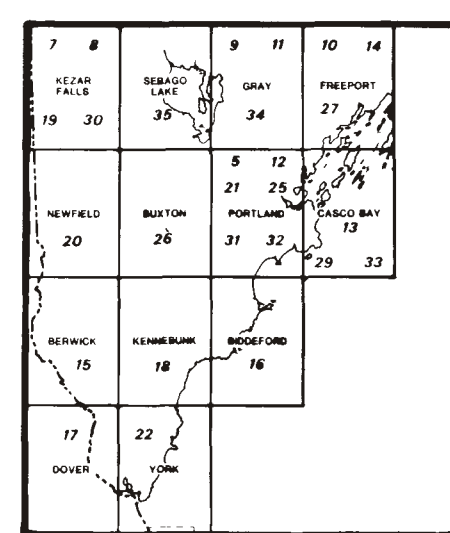 7 8
KEZAR
FALLS
19 30
SEBAGO
LAKE
35
9 11
GRAY
34
10 14
FREEPORT
27
NEWFIELD
20
BUXTON
26
5 12
21 25
PORTLAND
31 32
CASCO BAY
13
29 33
BERWICK
15
KENNEBUNK
18
BIDDEFORD
16
17
DOVER
22
YORK